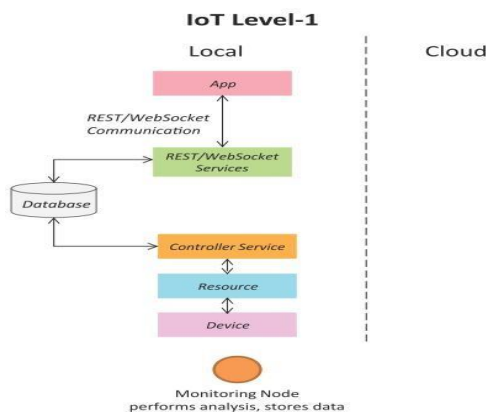 IoT Level-1
Local
Cloud
App
REST/WebSocket
Communication
REST/WebSocket
Services
Database
Controller Service
Resource
Device
Monitoring Node
performs analysis, stores data